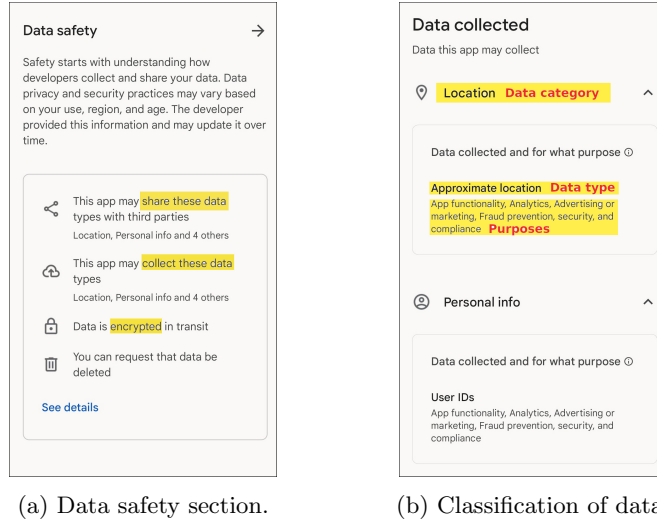 Data safety
Safety starts with understanding how
developers collect and share your data. Data
privacy and security practices may vary based
on your use, region, and age. The developer
provided this information and may update it over
time.
This app may share these data
types with third parties
Location, Personal info and 4 others
This app may collect these data
types
Location, Personal info and 4 others
Data is encrypted in transit
You can request that data be
deleted
See details
(a) Data safety section.
Data collected
Data this app may collect
Location Data category
Data collected and for what purpose
Approximate location Data type
App functionality, Analytics, Advertising or
marketing, Fraud prevention, security, and
compliance Purposes
Personal info
Data collected and for what purpose
User IDs
App functionality, Analytics, Advertising or
marketing, Fraud prevention, security, and
compliance
(b) Classification of data